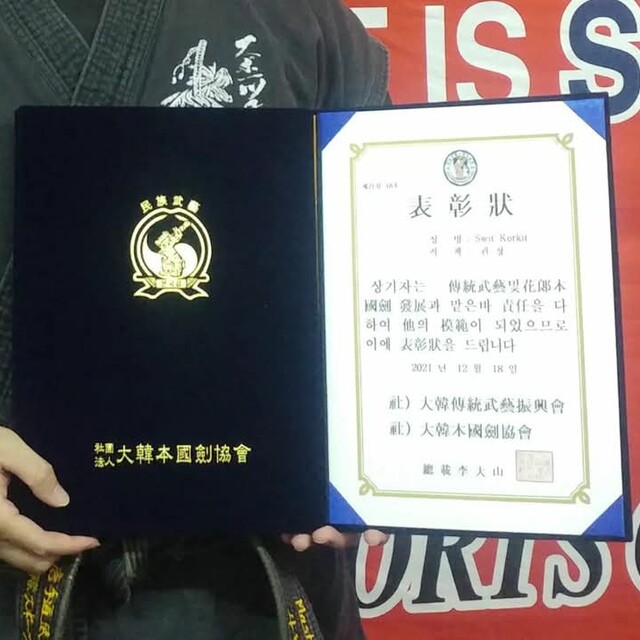 IS S
民族武藝
社團
法人 大韓本國劍協會
表彰狀
성 명 : Swit Korkit
상기자는 傳統武藝및花郎本
國劍 發展과 맡은바 責任을 다
하여 他의 模範이 되었으므로
이에 表彰狀을 드립니다
2021 년 12 월 18 일
社) 大韓傳統武藝振興會
社) 大韓本國劍協會
總裁 李大山
ORTS